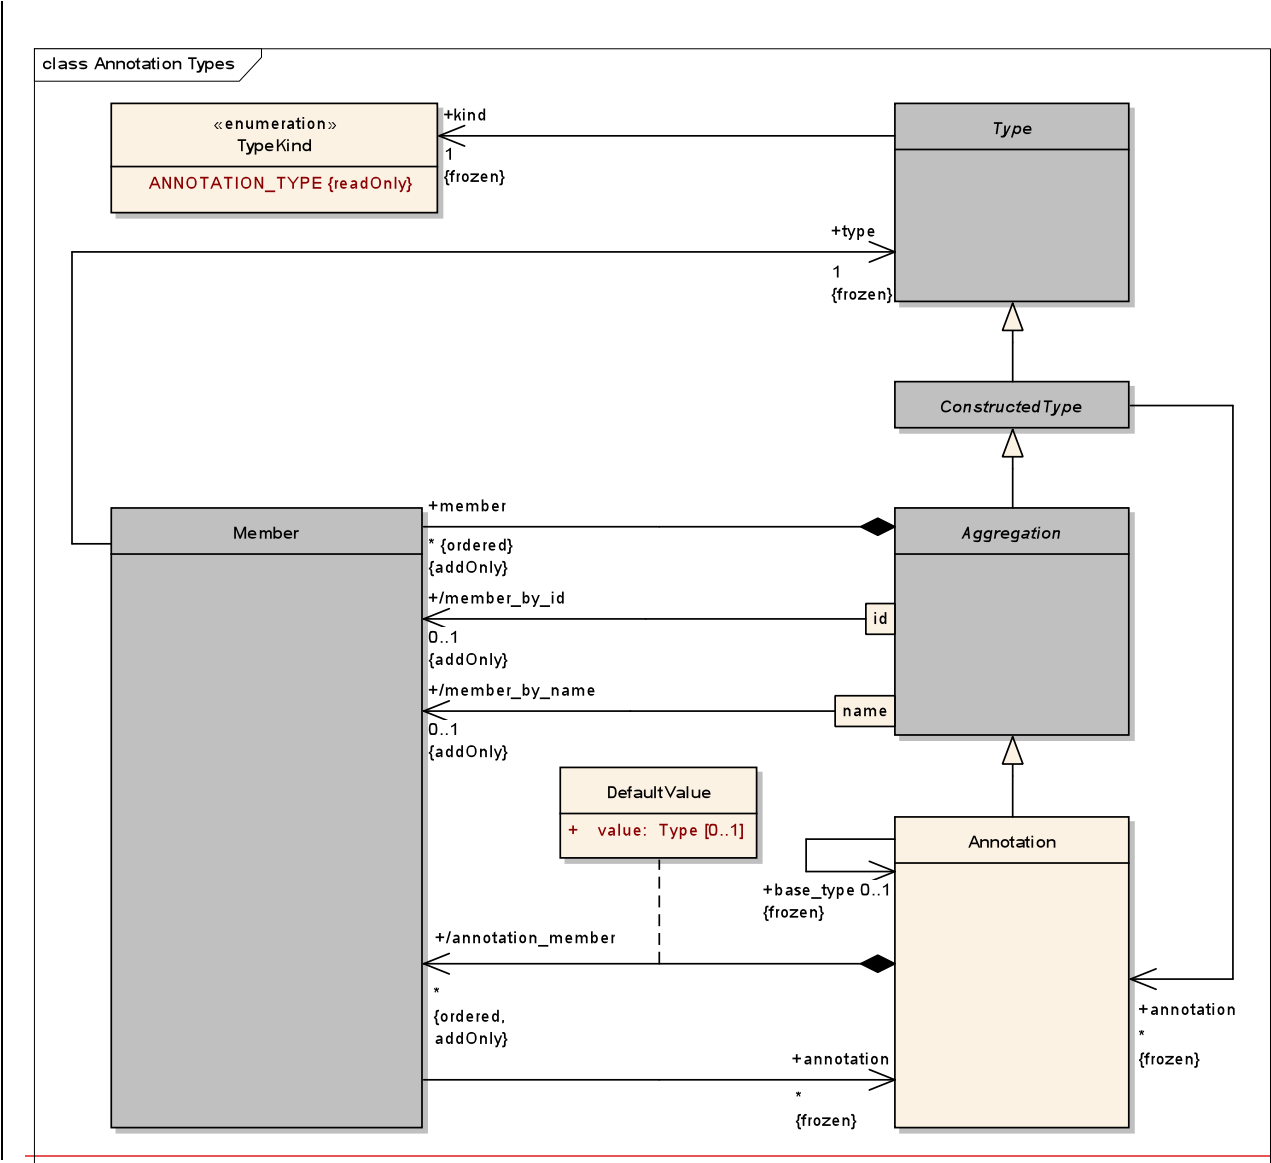 class Annotation Types
«enumeration»
TypeKind
ANNOTATION_TYPE {readOnly}
+kind
1
{frozen}
Type
+type
1
{frozen}
ConstructedType
Member
+member
* {ordered}
{addOnly}
Aggregation
+/member_by_id
0..1
{addOnly}
id
+/member_by_name
0..1
{addOnly}
name
DefaultValue
+ value: Type [0..1]
Annotation
+base_type 0..1
{frozen}
+/annotation_member
*
{ordered,
addOnly}
+annotation
*
{frozen}
+annotation
*
{frozen}